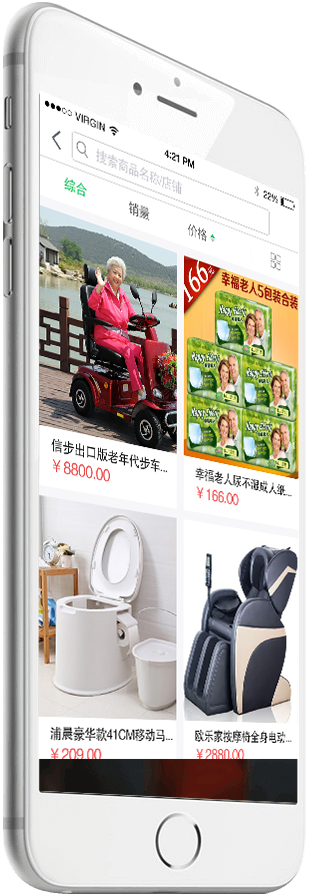 VIRGIN
4:21 PM
22%
搜索商品名称/店铺
综合
销量
价格
166元
幸福老人5包装合装
信步出口版老年代步车...
￥8800.00
幸福老人尿不湿成人纸...
￥166.00
浦晨豪华款41CM移动马...
￥209.00
欧乐家按摩椅全身电动...
￥2880.00